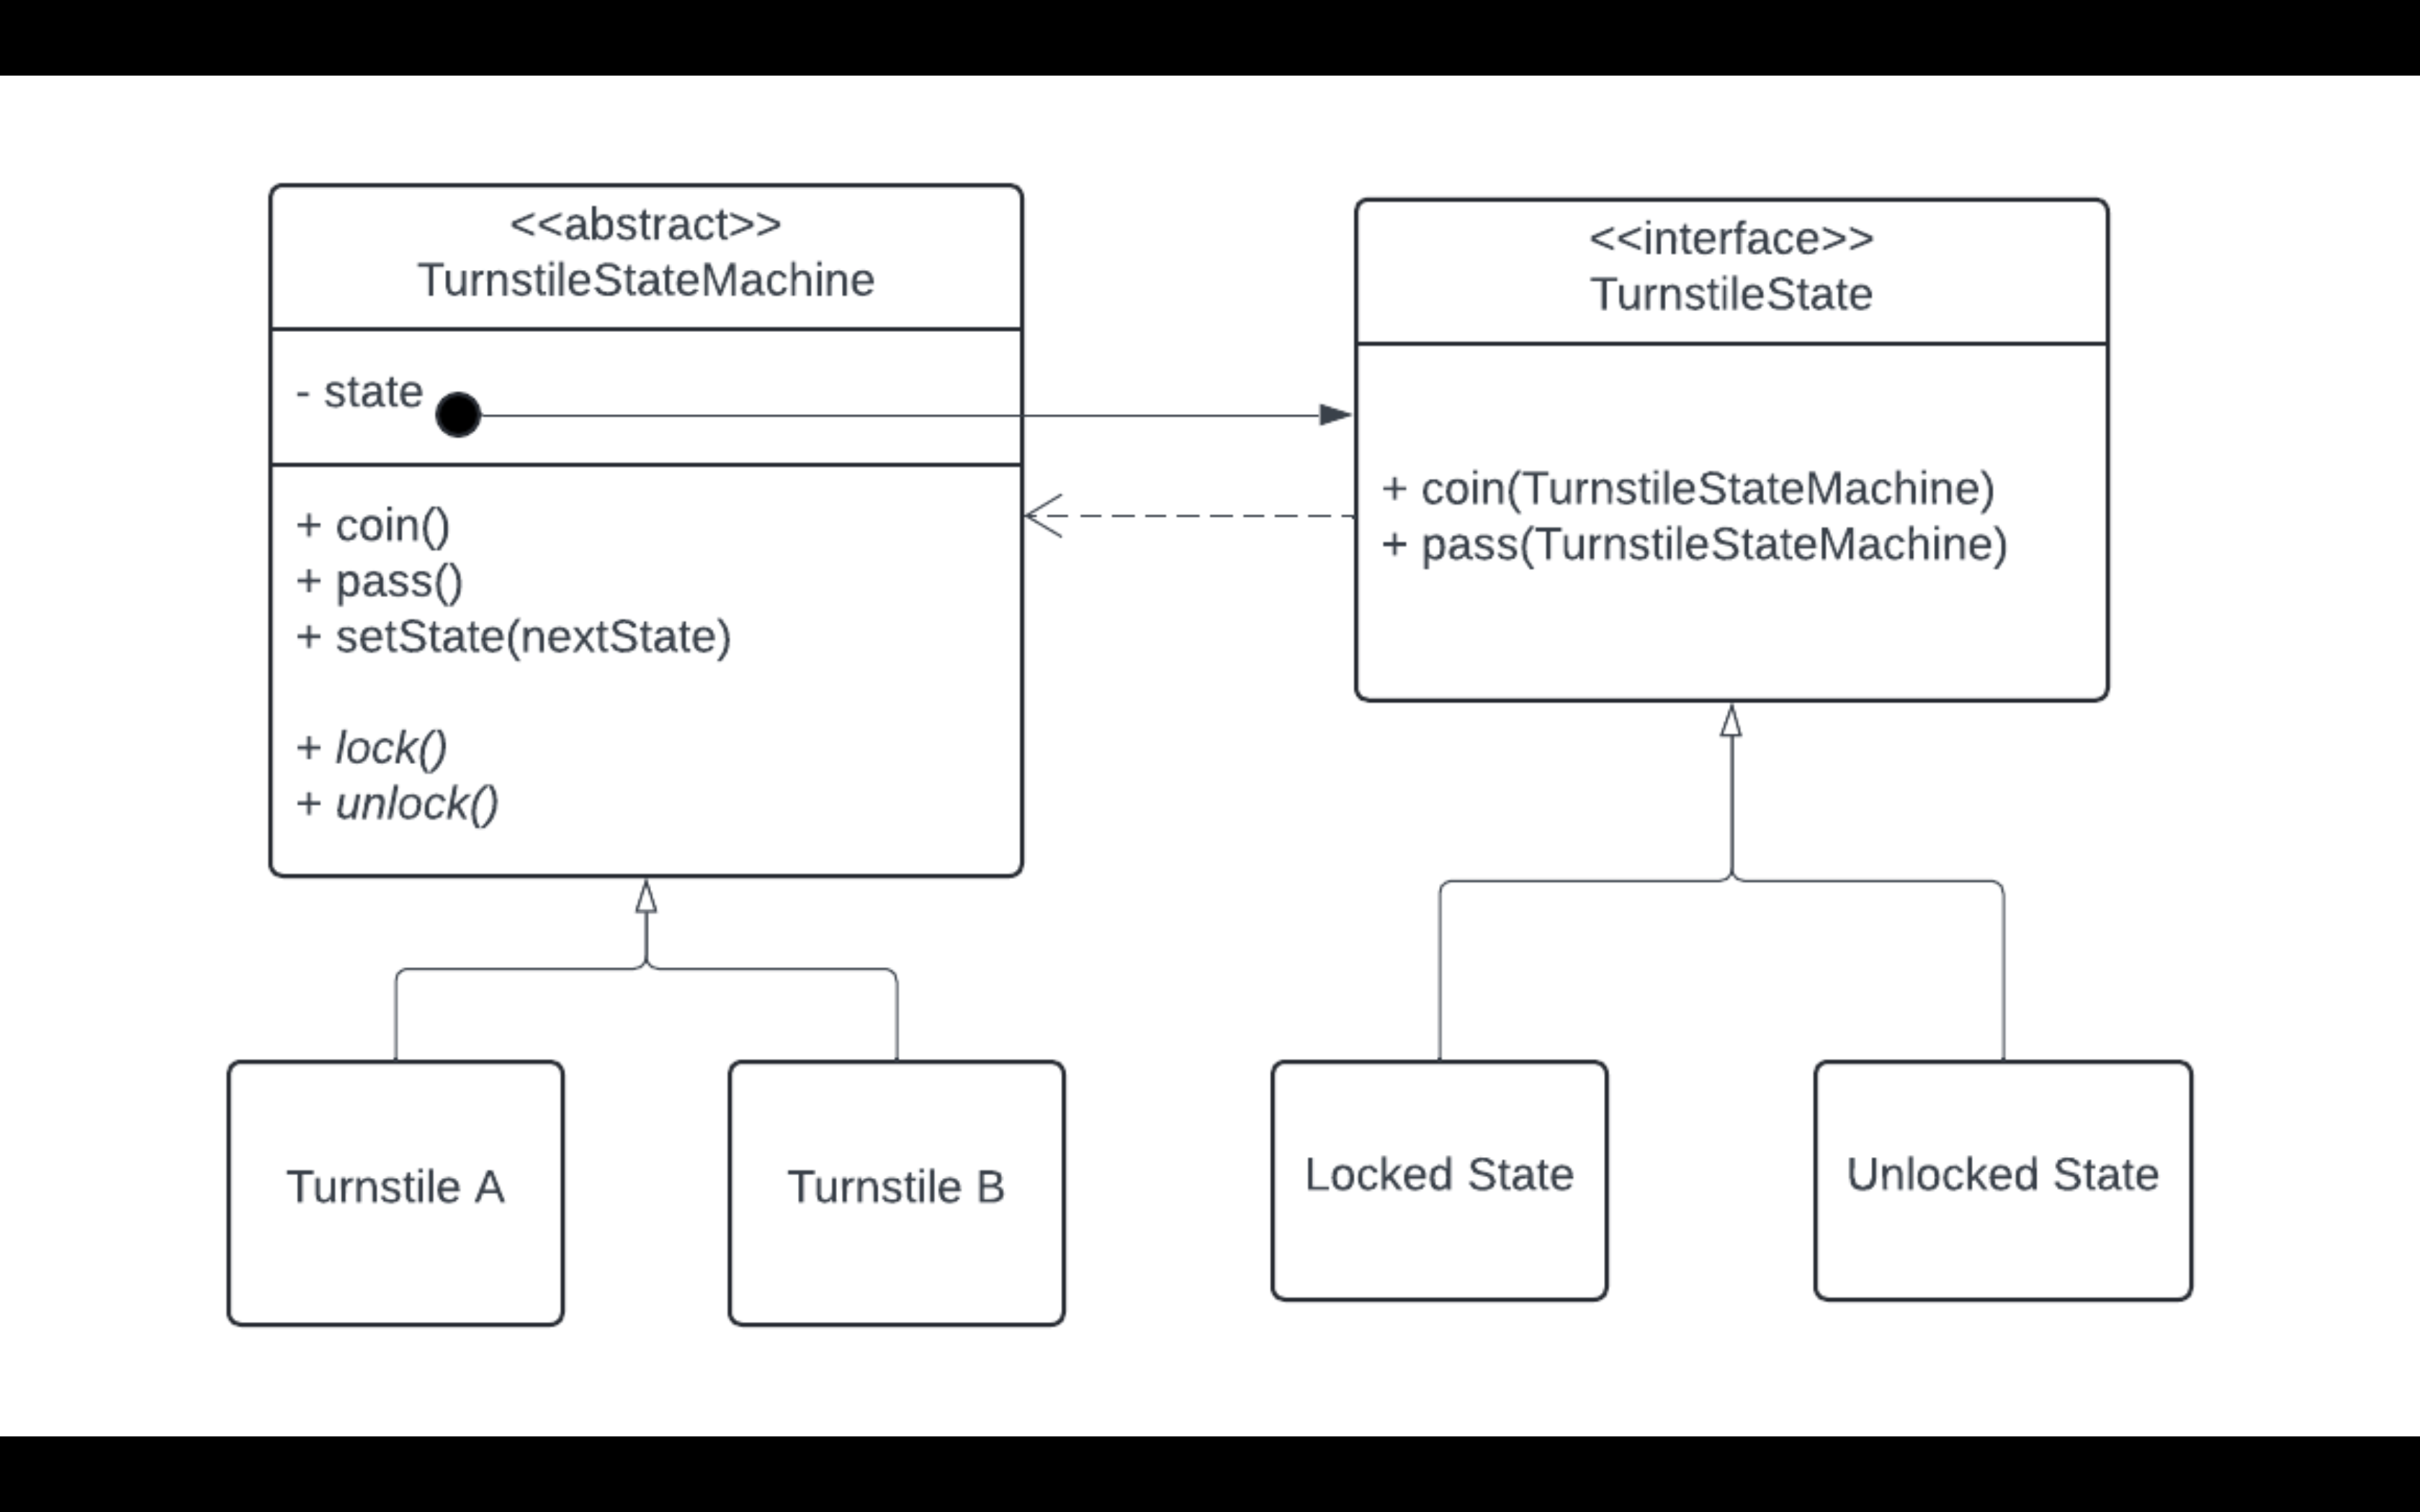 <<abstract>>
TurnstileStateMachine
- state
+ coin()
+ pass()
+ setState(nextState)
+ lock()
+ unlock()
<<interface>>
TurnstileState
+ coin(TurnstileStateMachine)
+ pass(TurnstileStateMachine)
Turnstile A
Turnstile B
Locked State
Unlocked State